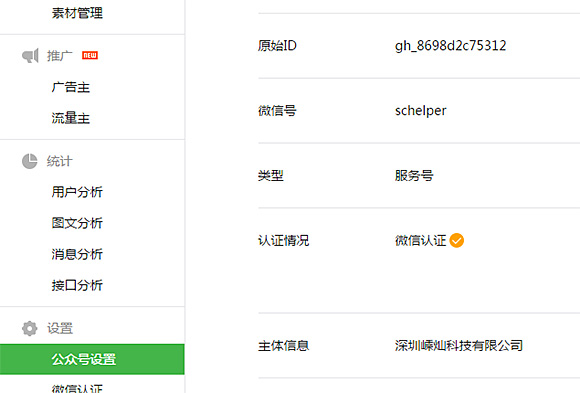 素材管理
推广 NEW
广告主
流量主
统计
用户分析
图文分析
消息分析
接口分析
设置
公众号设置
微信认证
原始ID gh_8698d2c75312
微信号 schelper
类型 服务号
认证情况 微信认证
主体信息 深圳嵘灿科技有限公司